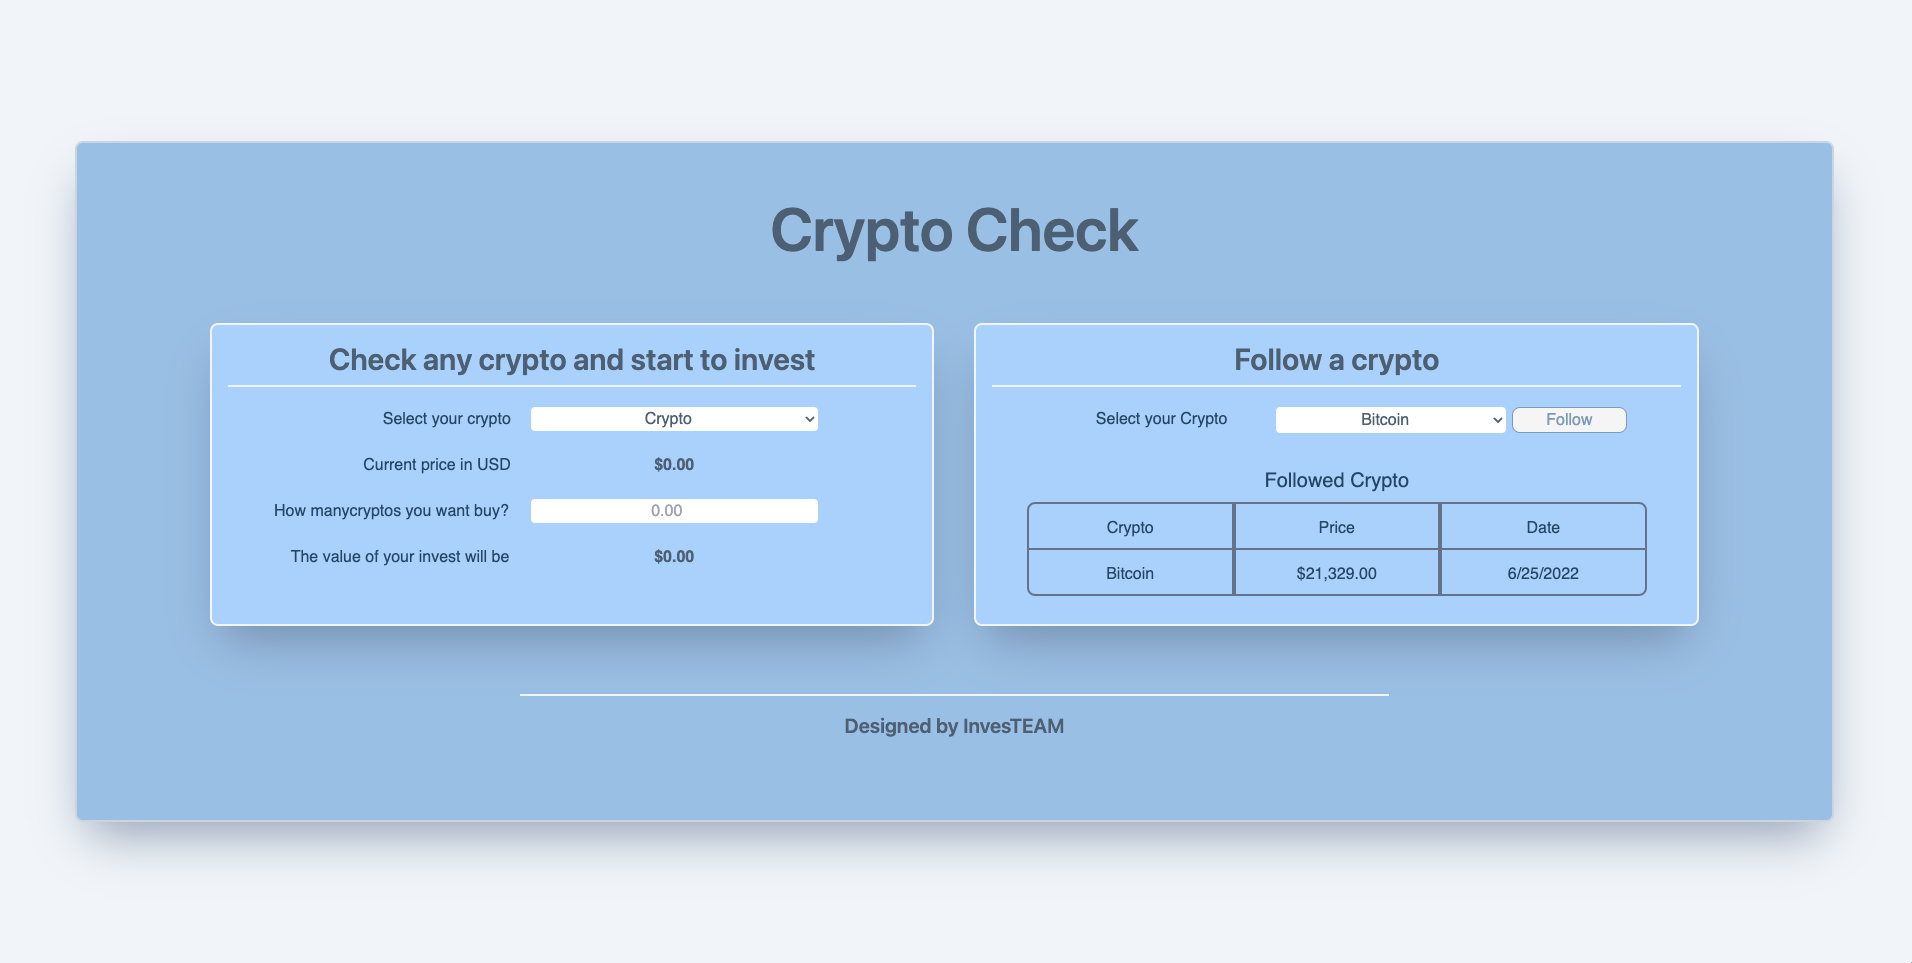 Crypto Check
Check any crypto and start to invest
Select your crypto
Crypto
Current price in USD
$0.00
How manycryptos you want buy?
0.00
The value of your invest will be
$0.00
Follow a crypto
Select your Crypto
Bitcoin
Follow
Followed Crypto
Crypto Price Date
Bitcoin $21,329.00 6/25/2022
Designed by InvesTEAM